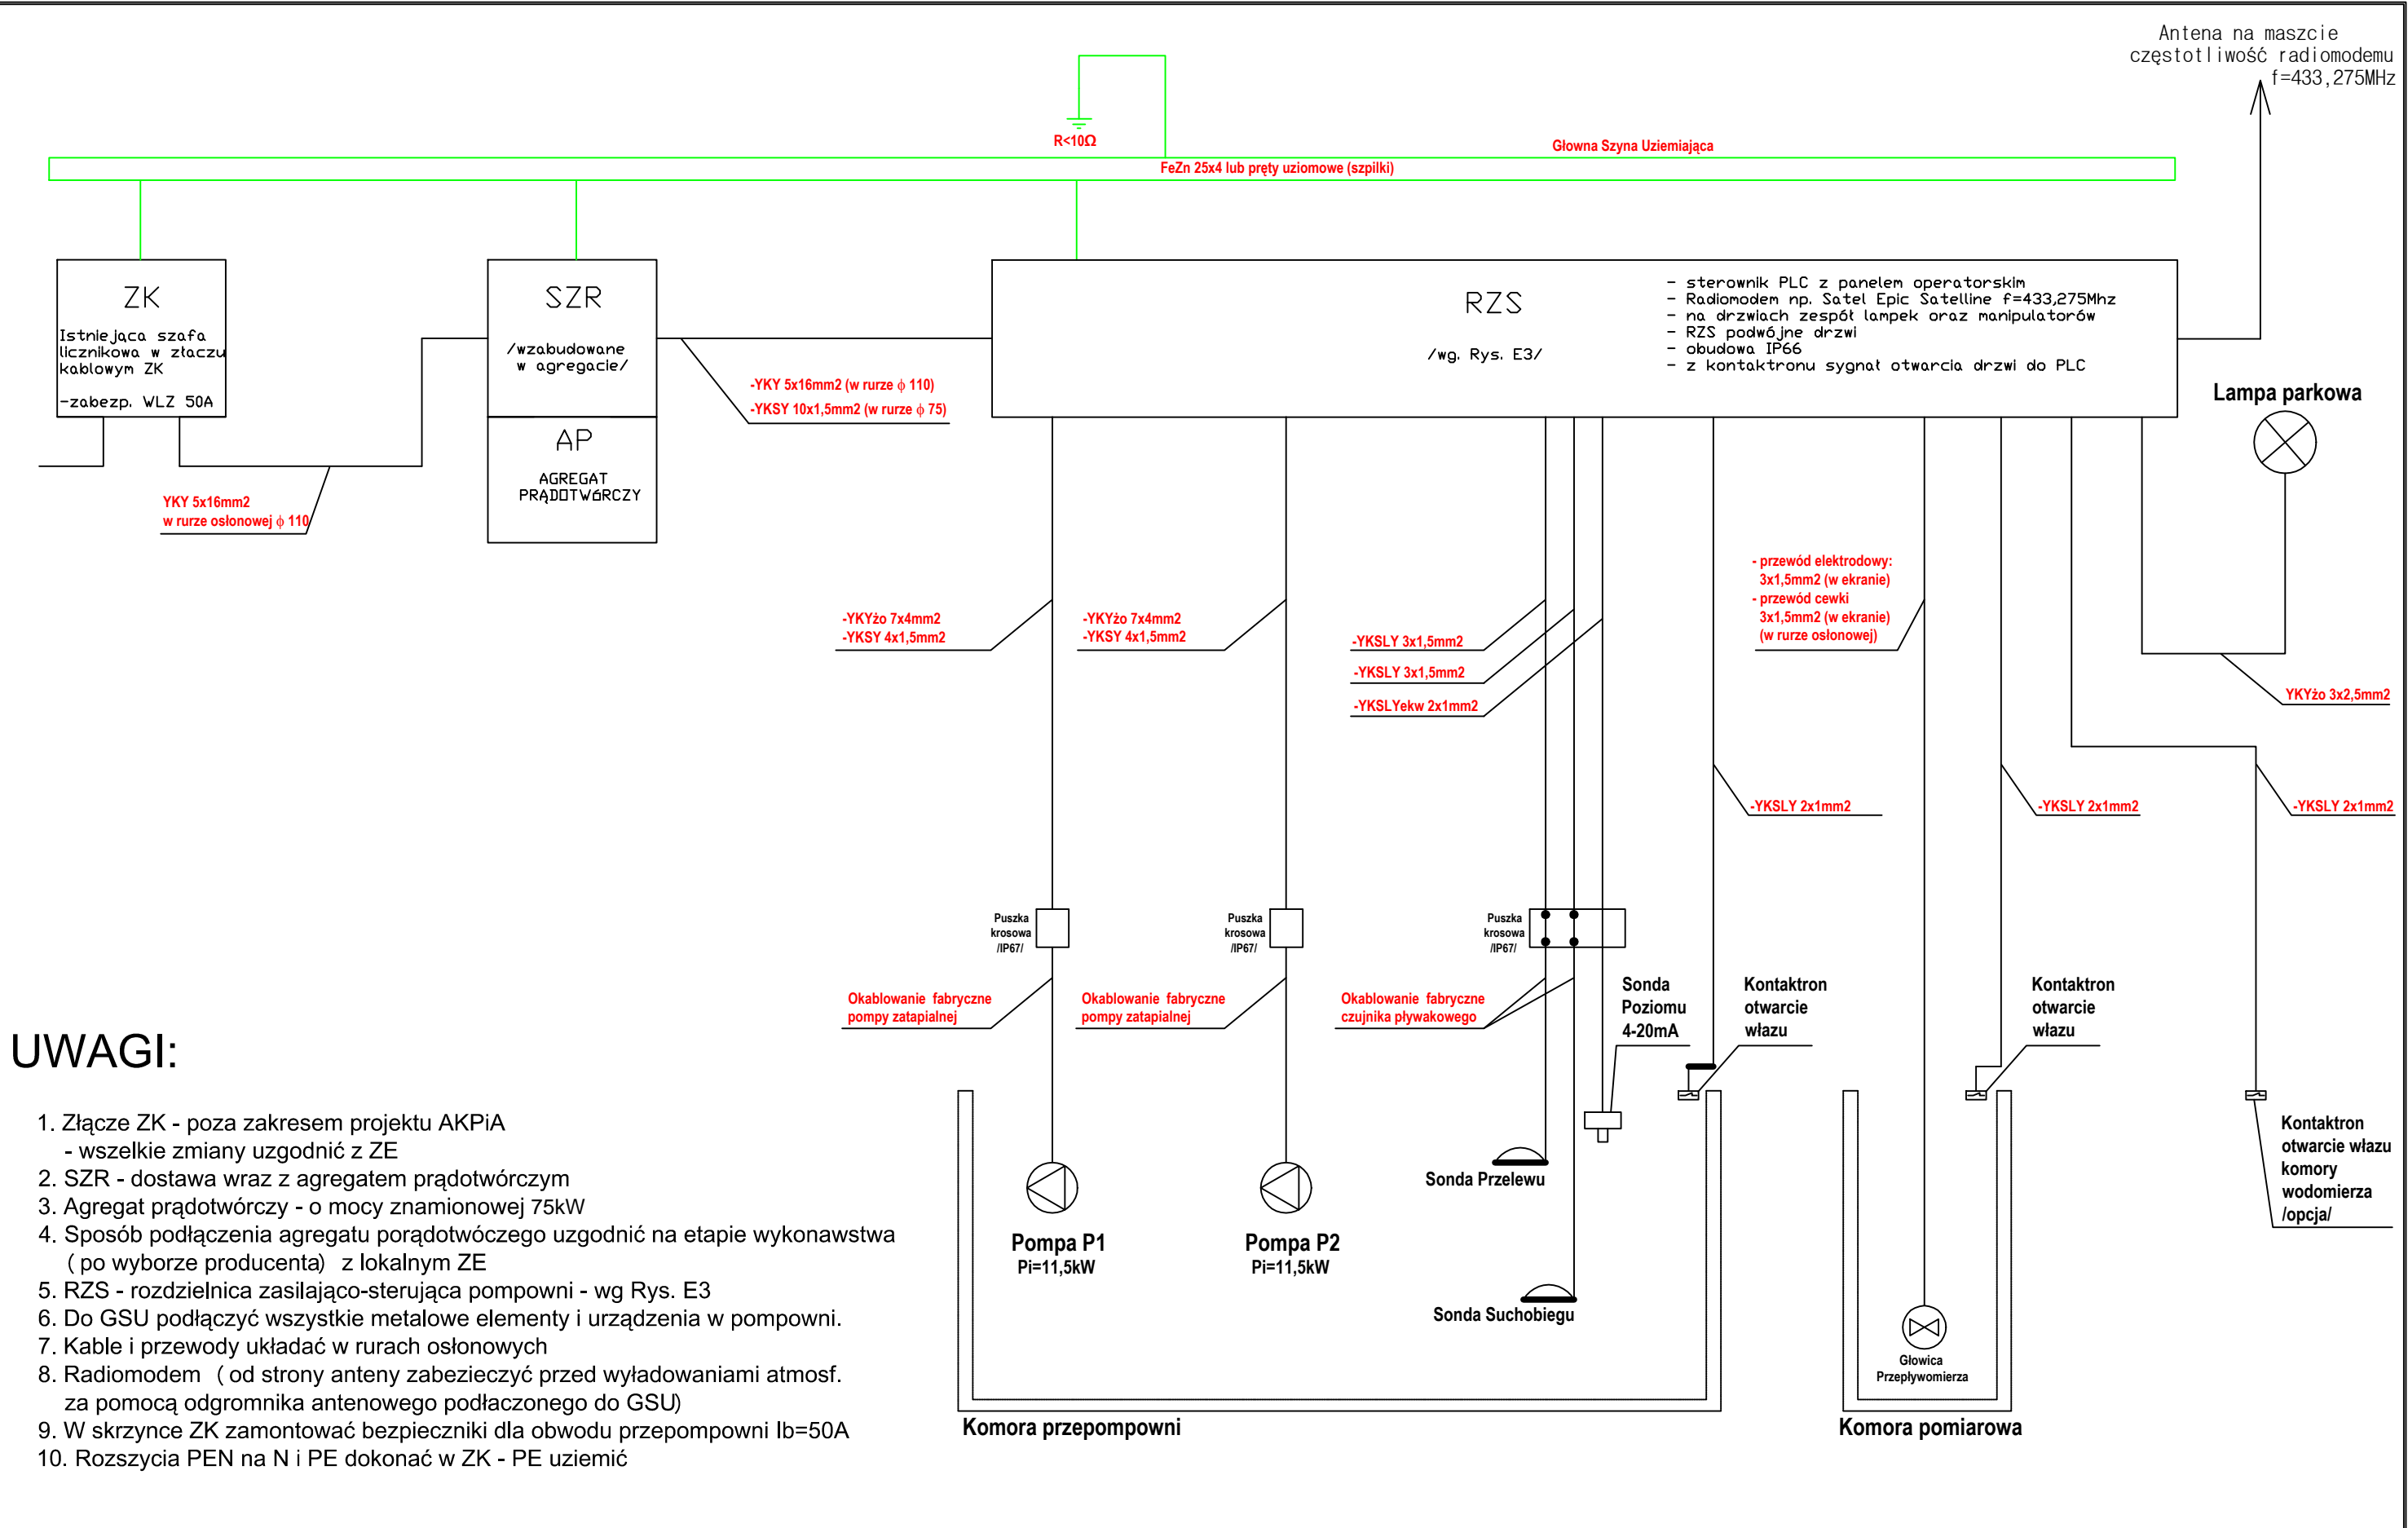 Antena na maszcie
częstotliwość radiomodemu
f=433,275MHz
R<10Ω
Głowna Szyna Uziemiająca
FeZn 25x4 lub pręty uziomowe (szpilki)
ZK
Istniejąca szafa
licznikowa w złaczu
kablowym ZK
-zabezp. WLZ 50A
SZR
/wzabudowane
w agregacie/
AP
AGREGAT
PRĄDOTWÓRCZY
RZS
/wg. Rys. E3/
- sterownik PLC z panelem operatorskim
- Radiomodem np. Satel Epic Satelline f=433,275Mhz
- na drzwiach zespół lampek oraz manipulatorów
- RZS podwójne drzwi
- obudowa IP66
- z kontaktronu sygnał otwarcia drzwi do PLC
-YKY 5x16mm2 (w rurze ϕ 110)
-YKSY 10x1,5mm2 (w rurze ϕ 75)
Lampa parkowa
YKY 5x16mm2
w rurze osłonowej ϕ 110
-YKYżo 7x4mm2
-YKSY 4x1,5mm2
-YKYżo 7x4mm2
-YKSY 4x1,5mm2
-YKSLY 3x1,5mm2
-YKSLY 3x1,5mm2
-YKSLYekw 2x1mm2
- przewód elektrodowy:
3x1,5mm2 (w ekranie)
- przewód cewki
3x1,5mm2 (w ekranie)
(w rurze osłonowej)
YKYżo 3x2,5mm2
-YKSLY 2x1mm2
-YKSLY 2x1mm2
-YKSLY 2x1mm2
Puszka
krosowa
/IP67/
Puszka
krosowa
/IP67/
Puszka
krosowa
/IP67/
Okablowanie fabryczne
pompy zatapialnej
Okablowanie fabryczne
pompy zatapialnej
Okablowanie fabryczne
czujnika pływakowego
Sonda
Poziomu
4-20mA
Kontaktron
otwarcie
włazu
Kontaktron
otwarcie
włazu
Kontaktron
otwarcie włazu
komory
wodomierza
/opcja/
Sonda Przelewu
Sonda Suchobiegu
Pompa P1
Pi=11,5kW
Pompa P2
Pi=11,5kW
Głowica
Przepływomierza
Komora przepompowni
Komora pomiarowa
UWAGI:
1. Złącze ZK - poza zakresem projektu AKPiA
- wszelkie zmiany uzgodnić z ZE
2. SZR - dostawa wraz z agregatem prądotwórczym
3. Agregat prądotwórczy - o mocy znamionowej 75kW
4. Sposób podłączenia agregatu porądotwóczego uzgodnić na etapie wykonawstwa
( po wyborze producenta) z lokalnym ZE
5. RZS - rozdzielnica zasilająco-sterująca pompowni - wg Rys. E3
6. Do GSU podłączyć wszystkie metalowe elementy i urządzenia w pompowni.
7. Kable i przewody układać w rurach osłonowych
8. Radiomodem ( od strony anteny zabezieczyć przed wyładowaniami atmosf.
za pomocą odgromnika antenowego podłaczonego do GSU)
9. W skrzynce ZK zamontować bezpieczniki dla obwodu przepompowni Ib=50A
10. Rozszycia PEN na N i PE dokonać w ZK - PE uziemić